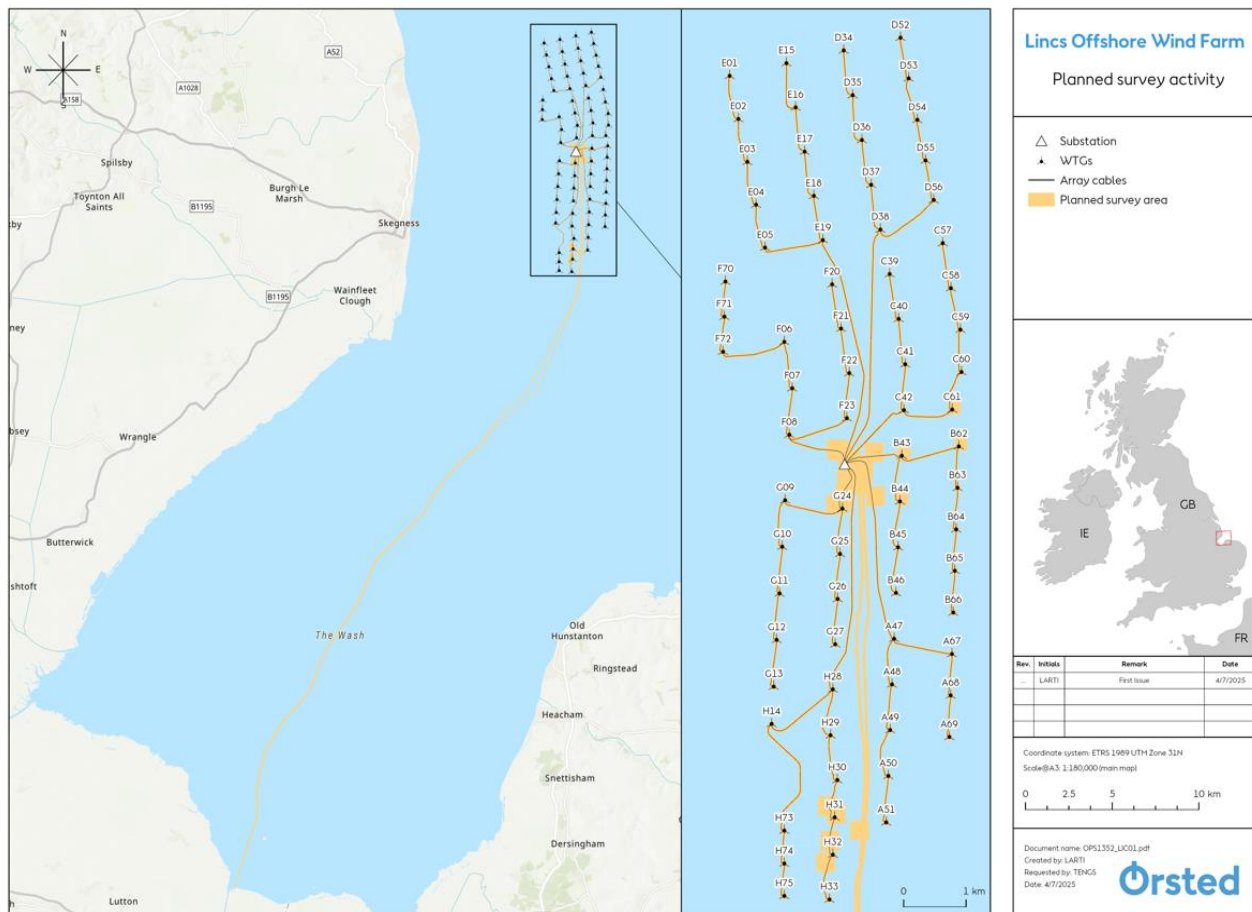 N
W
E
S
A52
A158
A1028
Spilsby
Toynton All
Saints
Burgh Le
Marsh
B1195
Skegness
xby
Wainfleet
Clough
B1195
ney
bsey
Wrangle
Butterwick
shtoft
The Wash
Old
Hunstanton
Ringstead
Heacham
Snettisham
Dersingham
Lutton
D52
D34
E15
E01
D53
D35
E16
E02
D54
D36
E17
E03
D55
D37
E18
E04
D56
D38
E19
E05
C57
C39
F20
F70
C58
C40
F21
F71
C59
F06
F72
C41
F22
C60
F07
C42
F23
C61
F08
B43
B62
G09
G24
B44
B63
G10
G25
B45
B64
G11
G26
B46
B65
G12
G27
A47
B66
G13
H28
A48
A67
H14
H29
A49
A68
H30
A50
A69
H31
A51
H73
H32
H74
H75
H33
0 1 km
Lincs Offshore Wind Farm
Planned survey activity
Substation
WTGs
Array cables
Planned survey area
GB
IE
FR
Rev. Initials Remark Date
... LARTI First Issue 4/7/2025
Coordinate system: ETRS 1989 UTM Zone 31N
Scale@A3: 1:180,000 (main map)
0 2.5 5 10 km
Document name: OPS1352_LIC01.pdf
Created by: LARTI
Requested by: TENGS
Date: 4/7/2025
Ørsted